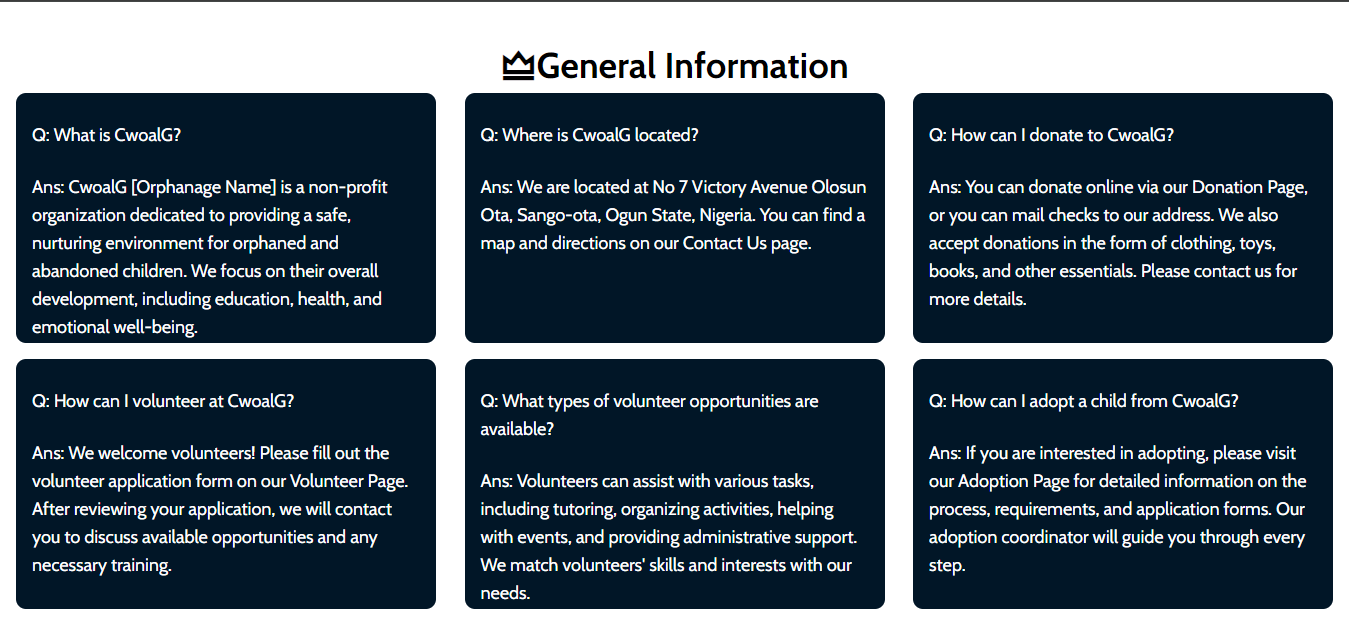 General Information
Q: What is CwoalG?
Ans: CwoalG [Orphanage Name] is a non-profit
organization dedicated to providing a safe,
nurturing environment for orphaned and
abandoned children. We focus on their overall
development, including education, health, and
emotional well-being.
Q: Where is CwoalG located?
Ans: We are located at No 7 Victory Avenue Olosun
Ota, Sango-ota, Ogun State, Nigeria. You can find a
map and directions on our Contact Us page.
Q: How can I donate to CwoalG?
Ans: You can donate online via our Donation Page,
or you can mail checks to our address. We also
accept donations in the form of clothing, toys,
books, and other essentials. Please contact us for
more details.
Q: How can I volunteer at CwoalG?
Ans: We welcome volunteers! Please fill out the
volunteer application form on our Volunteer Page.
After reviewing your application, we will contact
you to discuss available opportunities and any
necessary training.
Q: What types of volunteer opportunities are
available?
Ans: Volunteers can assist with various tasks,
including tutoring, organizing activities, helping
with events, and providing administrative support.
We match volunteers' skills and interests with our
needs.
Q: How can I adopt a child from CwoalG?
Ans: If you are interested in adopting, please visit
our Adoption Page for detailed information on the
process, requirements, and application forms. Our
adoption coordinator will guide you through every
step.